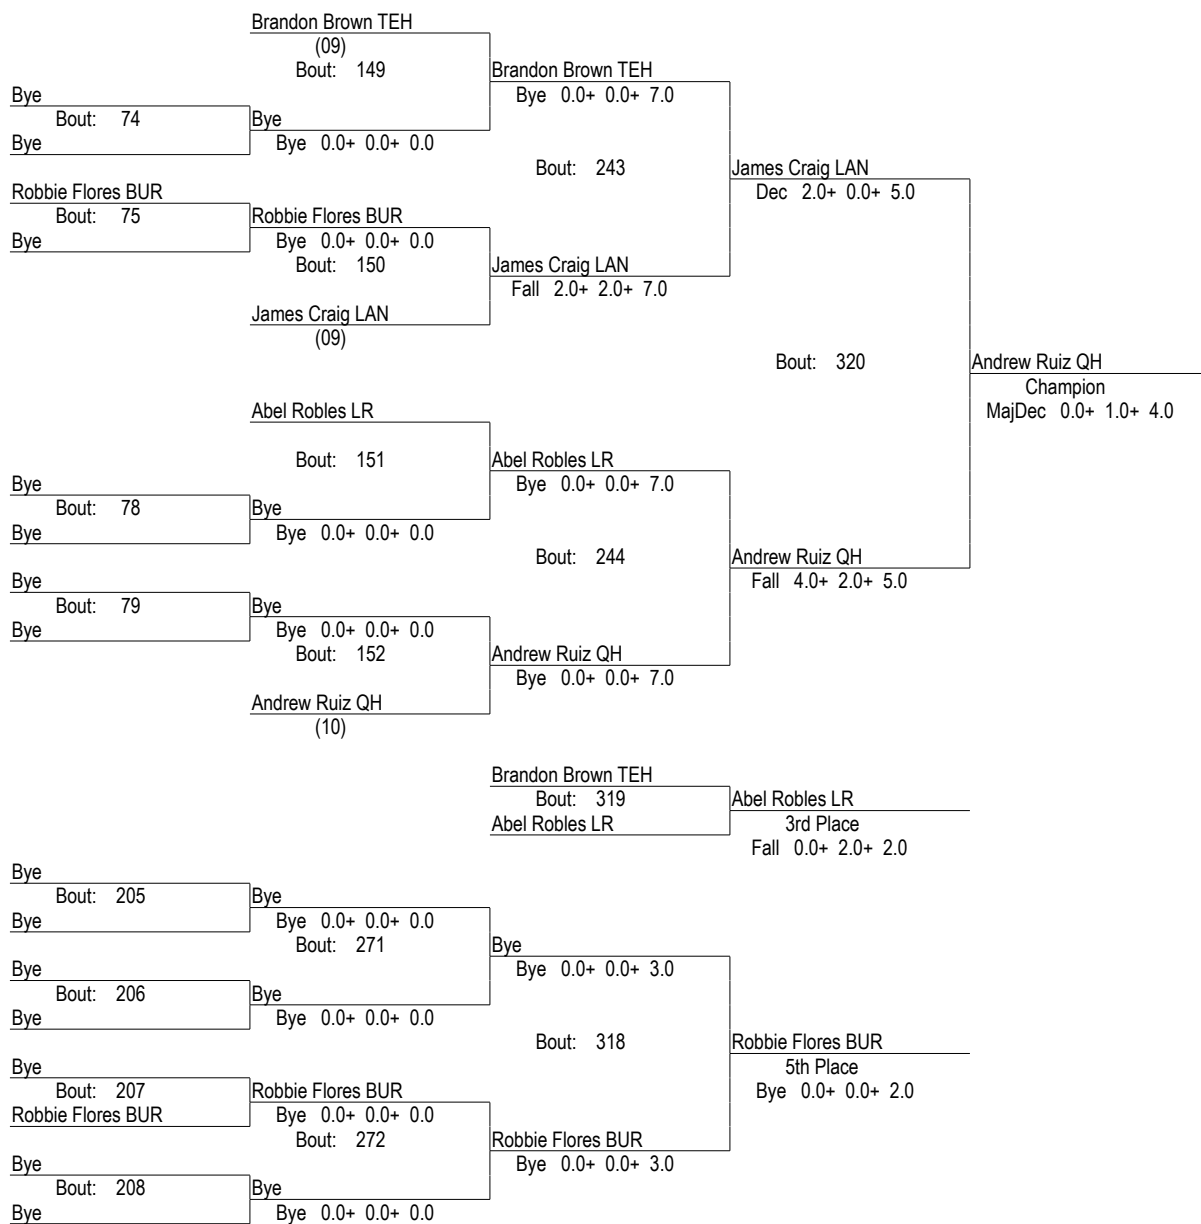 Brandon Brown TEH
(09)
Bout: 149
Brandon Brown TEH
Bye 0.0+ 0.0+ 7.0
Bye
Bout: 74
Bye
Bye
Bye 0.0+ 0.0+ 0.0
Bout: 243
James Craig LAN
Dec 2.0+ 0.0+ 5.0
Robbie Flores BUR
Bout: 75
Bye
Robbie Flores BUR
Bye 0.0+ 0.0+ 0.0
Bout: 150
James Craig LAN
Fall 2.0+ 2.0+ 7.0
James Craig LAN
(09)
Bout: 320
Andrew Ruiz QH
Champion
MajDec 0.0+ 1.0+ 4.0
Abel Robles LR
Bout: 151
Abel Robles LR
Bye 0.0+ 0.0+ 7.0
Bye
Bout: 78
Bye
Bye
Bye 0.0+ 0.0+ 0.0
Bout: 244
Andrew Ruiz QH
Fall 4.0+ 2.0+ 5.0
Bye
Bout: 79
Bye
Bye
Bye 0.0+ 0.0+ 0.0
Bout: 152
Andrew Ruiz QH
Bye 0.0+ 0.0+ 7.0
Andrew Ruiz QH
(10)
Brandon Brown TEH
Bout: 319
Abel Robles LR
Abel Robles LR
3rd Place
Fall 0.0+ 2.0+ 2.0
Bye
Bout: 205
Bye
Bye
Bye 0.0+ 0.0+ 0.0
Bout: 271
Bye
Bye 0.0+ 0.0+ 3.0
Bye
Bout: 206
Bye
Bye
Bye 0.0+ 0.0+ 0.0
Bout: 318
Robbie Flores BUR
5th Place
Bye 0.0+ 0.0+ 2.0
Bye
Bout: 207
Robbie Flores BUR
Robbie Flores BUR
Bye 0.0+ 0.0+ 0.0
Bout: 272
Robbie Flores BUR
Bye 0.0+ 0.0+ 3.0
Bye
Bout: 208
Bye
Bye
Bye 0.0+ 0.0+ 0.0